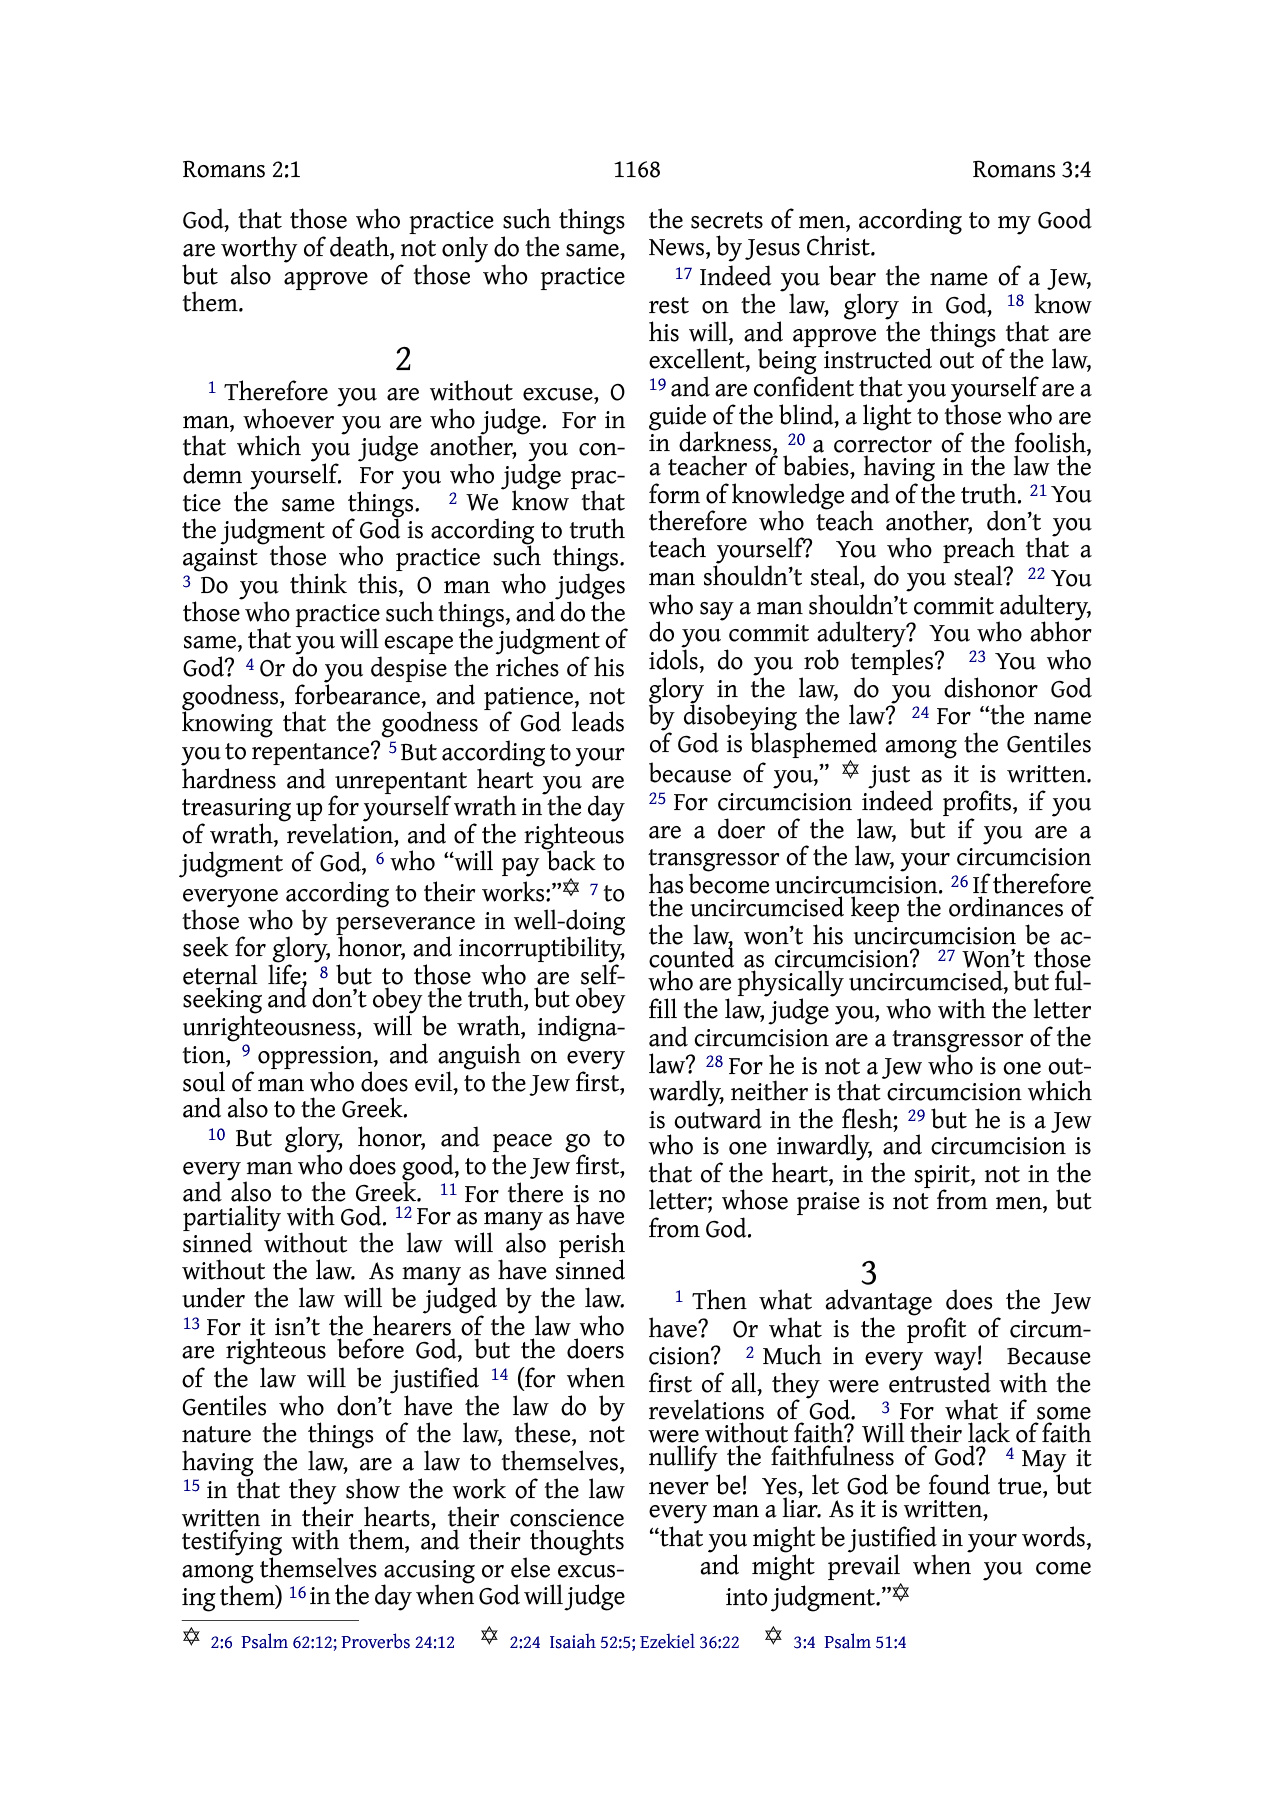 Romans 2:1 1168 Romans 3:4
God, that those who practice such things
are worthy of death, not only do the same,
but also approve of those who practice
them.
2
1 Therefore you are without excuse, O
man, whoever you are who judge. For in
that which you judge another, you con-
demn yourself. For you who judge prac-
tice the same things. 2 We know that
the judgment of God is according to truth
against those who practice such things.
3 Do you think this, O man who judges
those who practice such things, and do the
same, that you will escape the judgment of
God? 4 Or do you despise the riches of his
goodness, forbearance, and patience, not
knowing that the goodness of God leads
you to repentance? 5 But according to your
hardness and unrepentant heart you are
treasuring up for yourself wrath in the day
of wrath, revelation, and of the righteous
judgment of God, 6 who “will pay back to
everyone according to their works:”✡ 7 to
those who by perseverance in well-doing
seek for glory, honor, and incorruptibility,
eternal life; 8 but to those who are self-
seeking and don’t obey the truth, but obey
unrighteousness, will be wrath, indigna-
tion, 9 oppression, and anguish on every
soul of man who does evil, to the Jew first,
and also to the Greek.
10 But glory, honor, and peace go to
every man who does good, to the Jew first,
and also to the Greek. 11 For there is no
partiality with God. 12 For as many as have
sinned without the law will also perish
without the law. As many as have sinned
under the law will be judged by the law.
13 For it isn’t the hearers of the law who
are righteous before God, but the doers
of the law will be justified 14 (for when
Gentiles who don’t have the law do by
nature the things of the law, these, not
having the law, are a law to themselves,
15 in that they show the work of the law
written in their hearts, their conscience
testifying with them, and their thoughts
among themselves accusing or else excus-
ing them) 16 in the day when God will judge
the secrets of men, according to my Good
News, by Jesus Christ.
17 Indeed you bear the name of a Jew,
rest on the law, glory in God, 18 know
his will, and approve the things that are
excellent, being instructed out of the law,
19 and are confident that you yourself are a
guide of the blind, a light to those who are
in darkness, 20 a corrector of the foolish,
a teacher of babies, having in the law the
form of knowledge and of the truth. 21 You
therefore who teach another, don’t you
teach yourself? You who preach that a
man shouldn’t steal, do you steal? 22 You
who say a man shouldn’t commit adultery,
do you commit adultery? You who abhor
idols, do you rob temples? 23 You who
glory in the law, do you dishonor God
by disobeying the law? 24 For “the name
of God is blasphemed among the Gentiles
because of you,” ✡ just as it is written.
25 For circumcision indeed profits, if you
are a doer of the law, but if you are a
transgressor of the law, your circumcision
has become uncircumcision. 26 If therefore
the uncircumcised keep the ordinances of
the law, won’t his uncircumcision be ac-
counted as circumcision? 27 Won’t those
who are physically uncircumcised, but ful-
fill the law, judge you, who with the letter
and circumcision are a transgressor of the
law? 28 For he is not a Jew who is one out-
wardly, neither is that circumcision which
is outward in the flesh; 29 but he is a Jew
who is one inwardly, and circumcision is
that of the heart, in the spirit, not in the
letter; whose praise is not from men, but
from God.
3
1 Then what advantage does the Jew
have? Or what is the profit of circum-
cision? 2 Much in every way! Because
first of all, they were entrusted with the
revelations of God. 3 For what if some
were without faith? Will their lack of faith
nullify the faithfulness of God? 4 May it
never be! Yes, let God be found true, but
every man a liar. As it is written,
“that you might be justified in your words,
and might prevail when you come
into judgment.”✡
✡ 2:6 Psalm 62:12; Proverbs 24:12 ✡ 2:24 Isaiah 52:5; Ezekiel 36:22 ✡ 3:4 Psalm 51:4